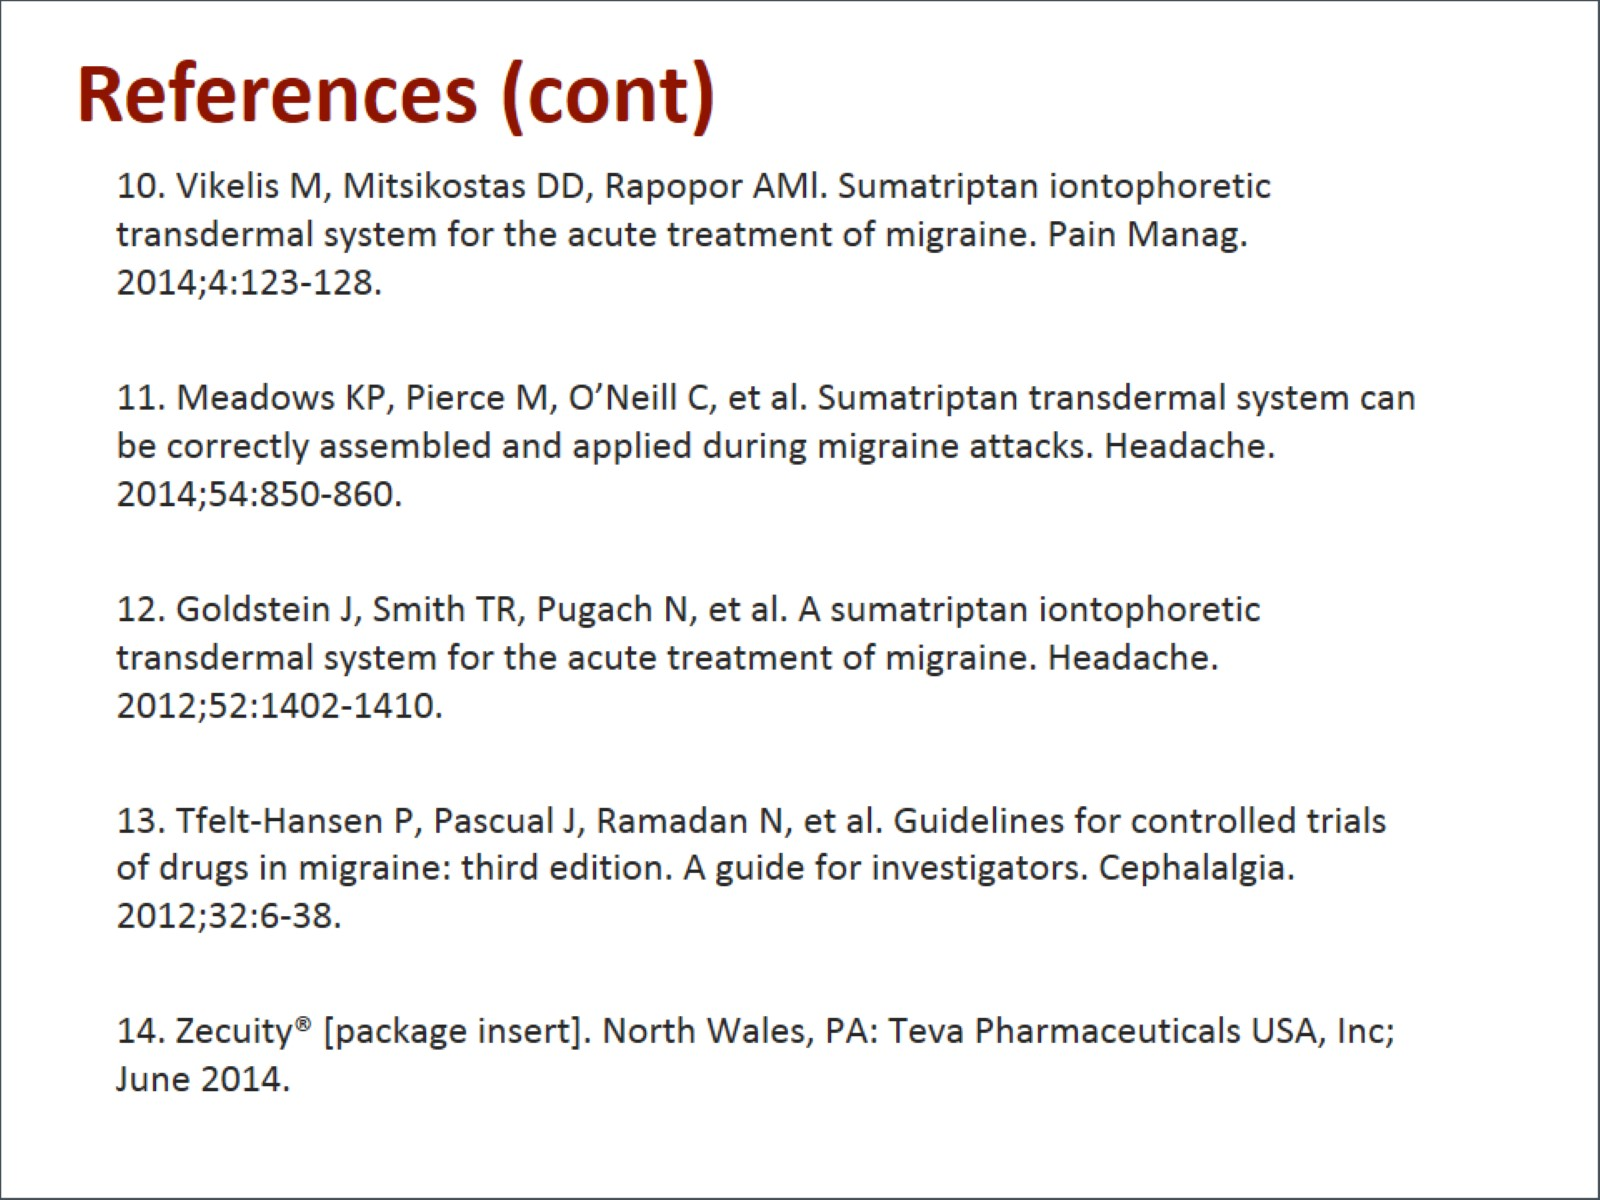 References (cont)
10. Vikelis M, Mitsikostas DD, Rapopor AMl. Sumatriptan iontophoretic
transdermal system for the acute treatment of migraine. Pain Manag.
2014;4:123-128.
11. Meadows KP, Pierce M, O’Neill C, et al. Sumatriptan transdermal system can
be correctly assembled and applied during migraine attacks. Headache.
2014;54:850-860.
12. Goldstein J, Smith TR, Pugach N, et al. A sumatriptan iontophoretic
transdermal system for the acute treatment of migraine. Headache.
2012;52:1402-1410.
13. Tfelt-Hansen P, Pascual J, Ramadan N, et al. Guidelines for controlled trials
of drugs in migraine: third edition. A guide for investigators. Cephalalgia.
2012;32:6-38.
14. Zecuity® [package insert]. North Wales, PA: Teva Pharmaceuticals USA, Inc;
June 2014.